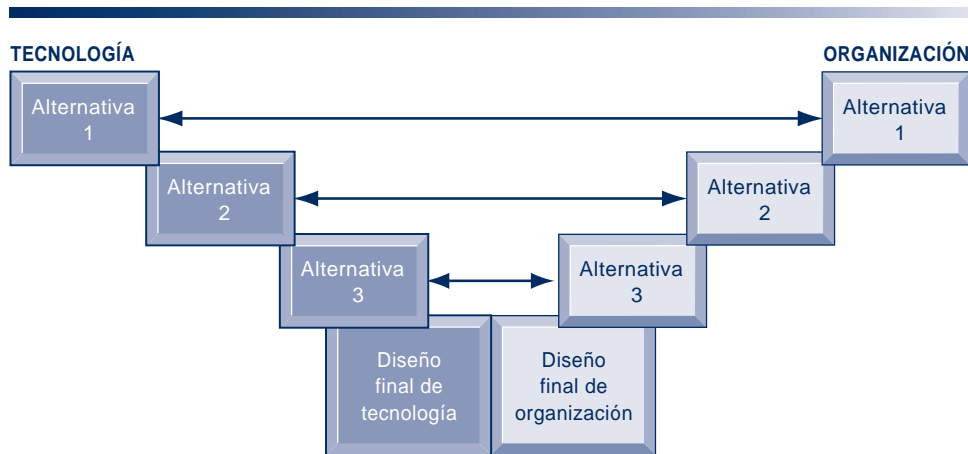 TECNOLOGÍA
ORGANIZACIÓN
Alternativa
1
Alternativa
1
Alternativa
2
Alternativa
2
Alternativa
3
Alternativa
3
Diseño
final de
tecnología
Diseño
final de
organización